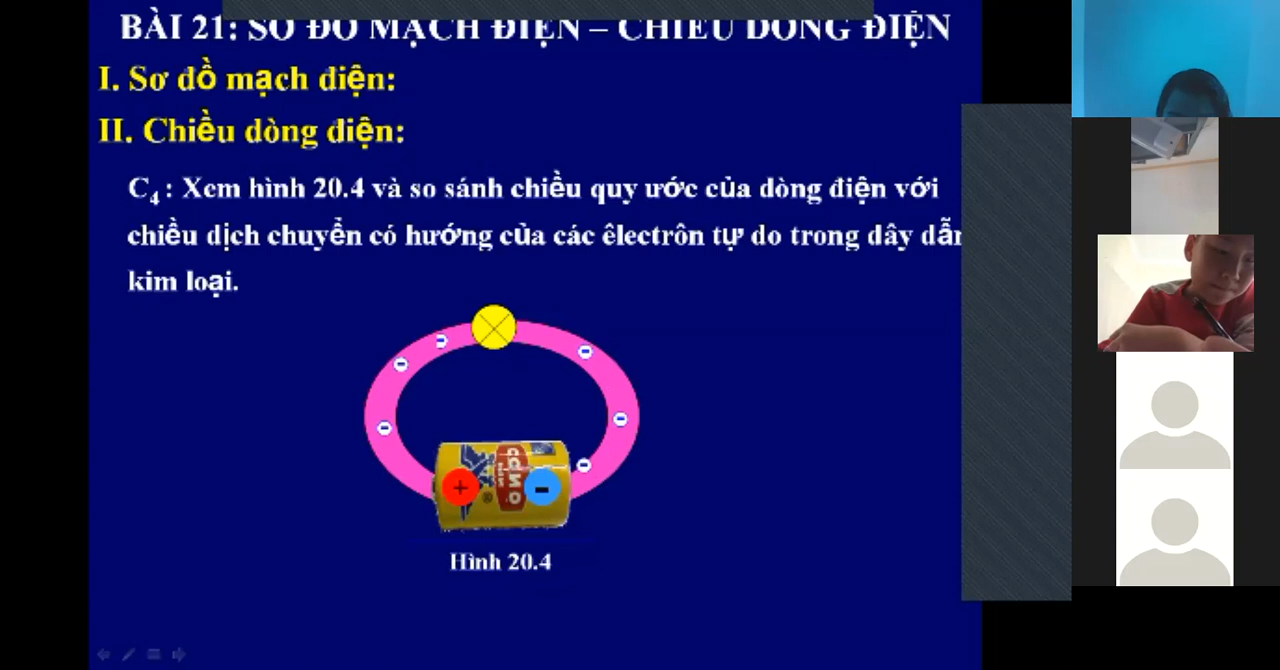 BÀI 21: SƠ ĐỒ MẠCH ĐIỆN – CHIỀU DÒNG ĐIỆN
I. Sơ đồ mạch điện:
II. Chiều dòng điện:
C₄ : Xem hình 20.4 và so sánh chiều quy ước của dòng điện với
chiều dịch chuyển có hướng của các êlectrôn tự do trong dây dẫn
kim loại.
+ -
Hình 20.4